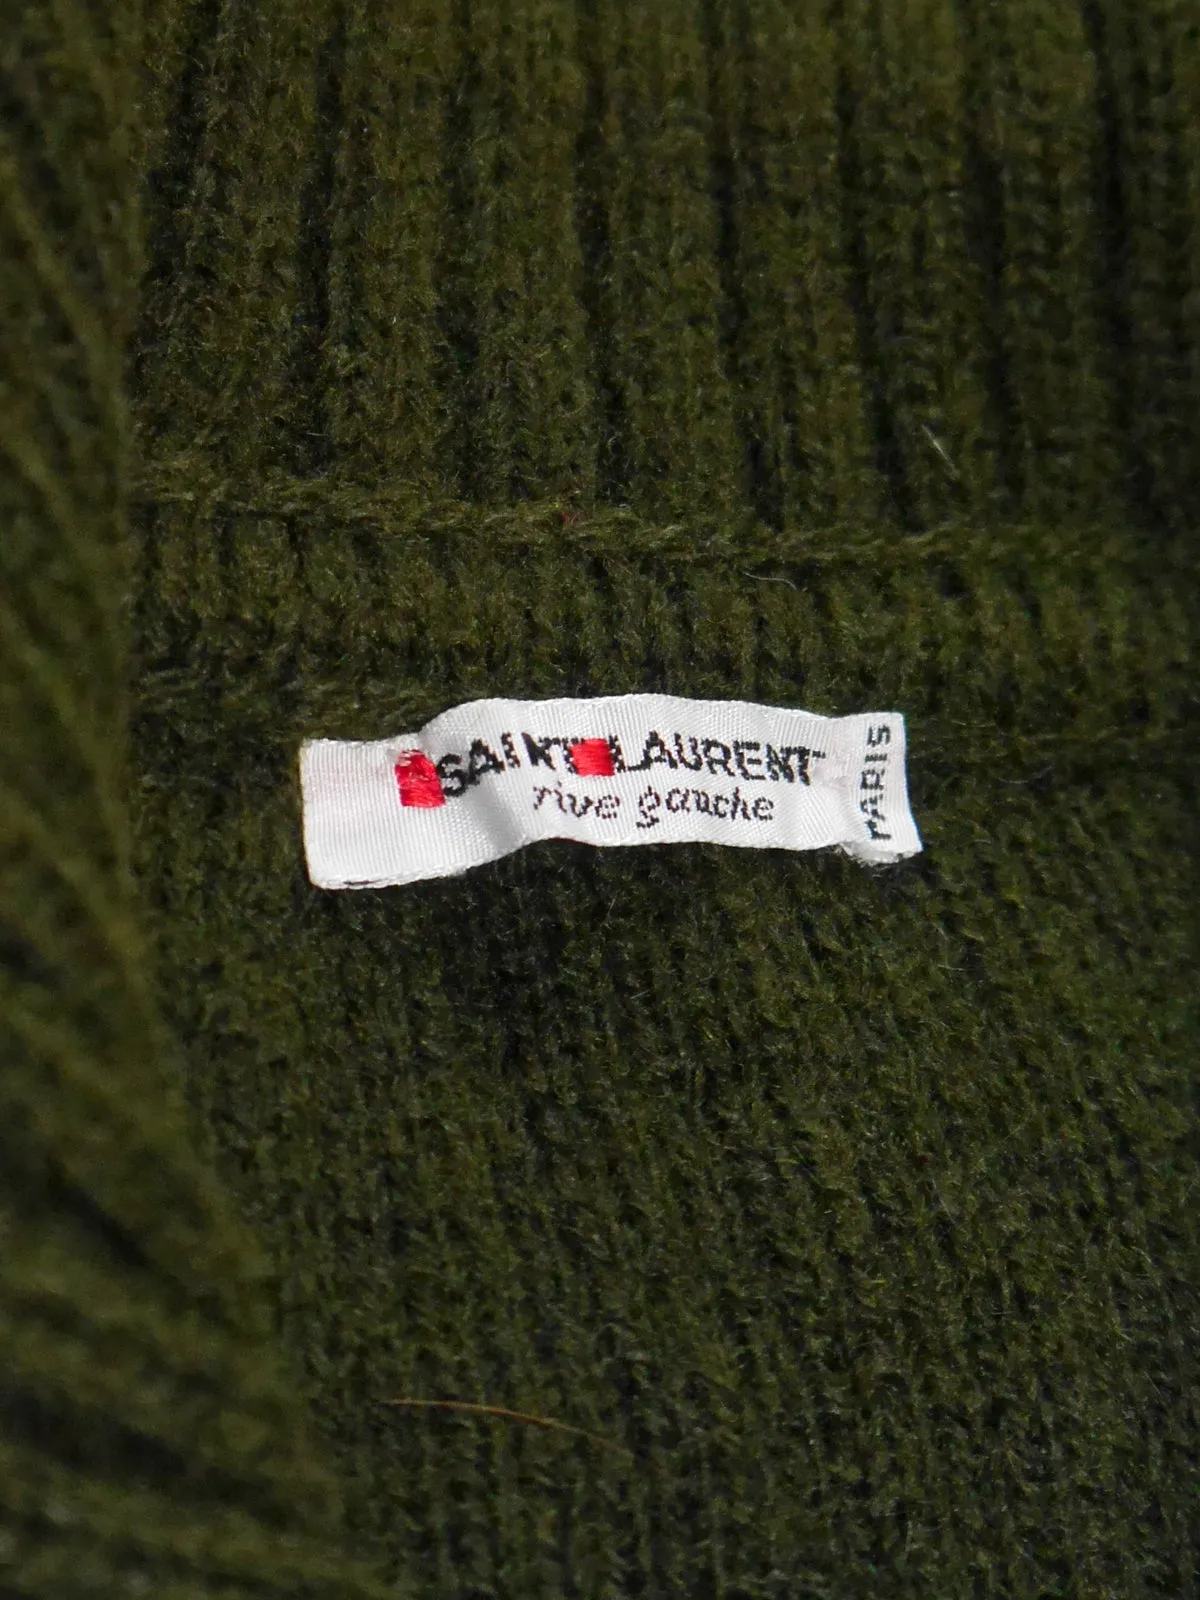 SAINT LAURENT
rive gauche
PARIS